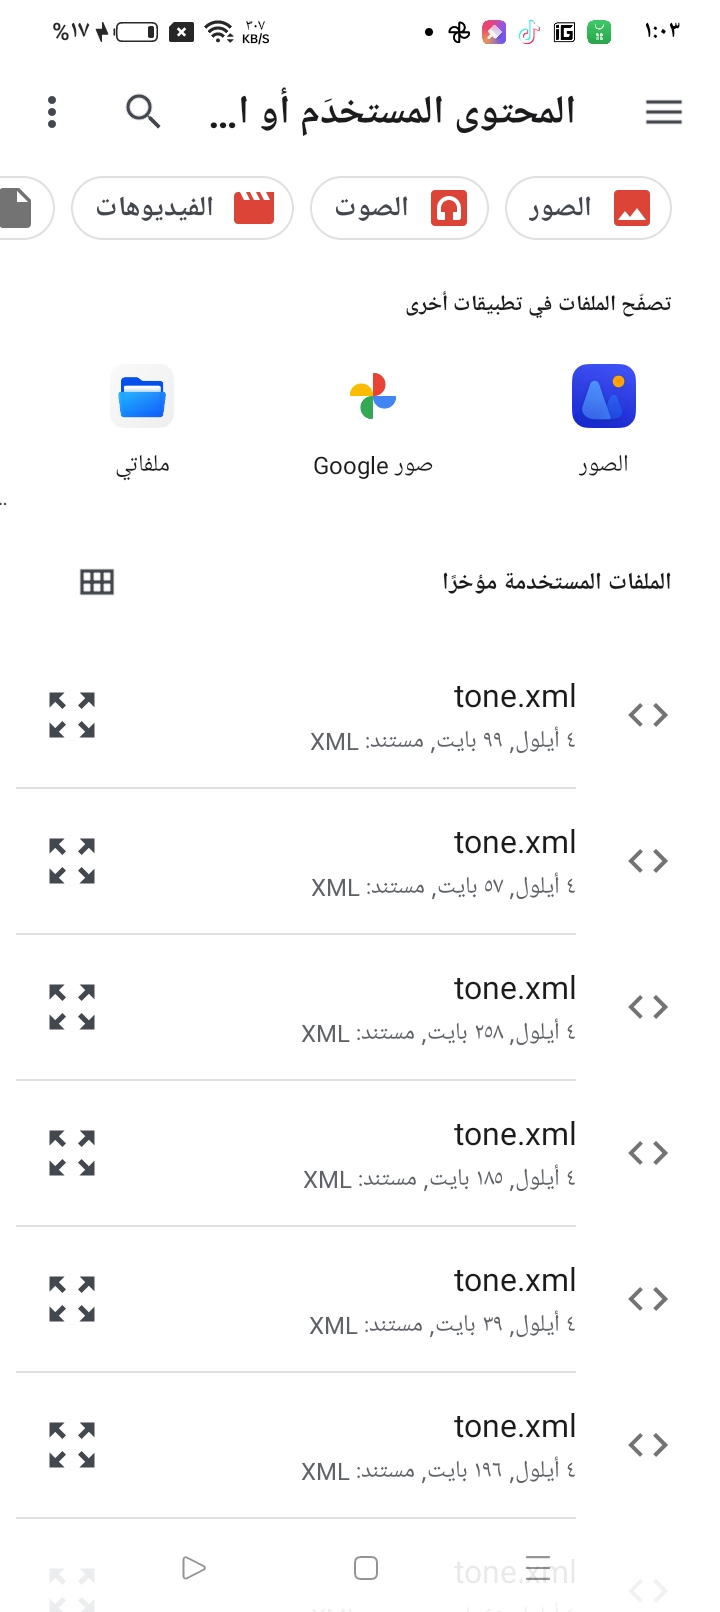 ١:٠٣
٣٠٧ KB/S
%١٧
المحتوى المستخدَم أو ا...
الصور
الصوت
الفيديوهات
تصفّح الملفات في تطبيقات أخرى
الصور
صور Google
ملفاتي
..
الملفات المستخدمة مؤخرًا
tone.xml
٤ أيلول, ٩٩ بايت, مستند: XML
tone.xml
٤ أيلول, ٥٧ بايت, مستند: XML
tone.xml
٤ أيلول, ٢٥٨ بايت, مستند: XML
tone.xml
٤ أيلول, ١٨٥ بايت, مستند: XML
tone.xml
٤ أيلول, ٣٩ بايت, مستند: XML
tone.xml
٤ أيلول, ١٩٦ بايت, مستند: XML
tone.xml